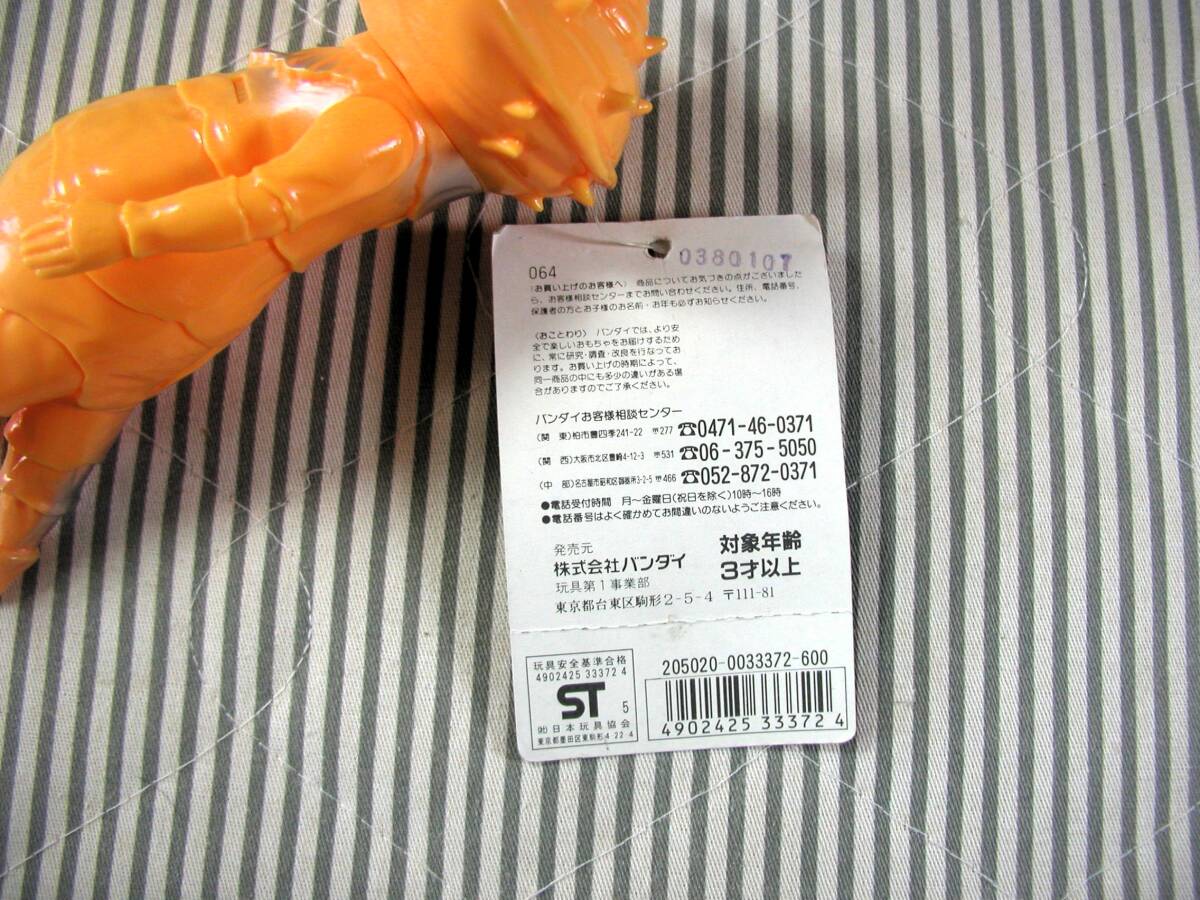 0380107
064
〈お買い上げのお客様へ〉 商品についてお気づきの点がございました
ら、お客様相談センターまでお問い合わせください。住所、電話番号、
保護者の方とお子様のお名前・お年も必ずお知らせください。
〈おことわり〉 バンダイでは、より安
全で楽しいおもちゃをお届けするため
に、常に研究・調査・改良を行なってお
ります。お買い上げの時期によって、
同一商品の中にも多少の違いがある場
合がありますのでご了承ください。
バンダイお客様相談センター
(関 東)柏市豊四季241-22 〒277 ☎0471-46-0371
(関 西)大阪市北区豊崎4-12-3 〒531 ☎06-375-5050
(中 部)名古屋市昭和区御器所3-2-5 〒466 ☎052-872-0371
●電話受付時間 月〜金曜日(祝日を除く)10時〜16時
●電話番号はよく確かめてお間違いのないようご注意ください。
発売元
株式会社バンダイ
玩具第1事業部
東京都台東区駒形2-5-4 〒111-81
対象年齢
3才以上
玩具安全基準合格
4902425 33372 4
ST 5
㈳日本玩具協会
東京都墨田区東駒形4-22-4
205020-0033372-600
4902425 33372 4